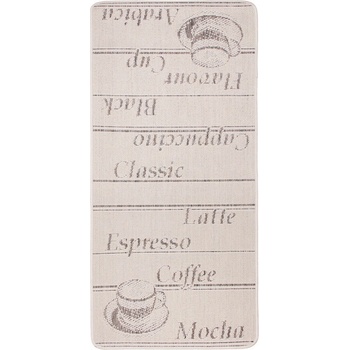 Arabica
Cup
Flavour
Black
Cappuccino
Classic
Latte
Espresso
Coffee
Mocha